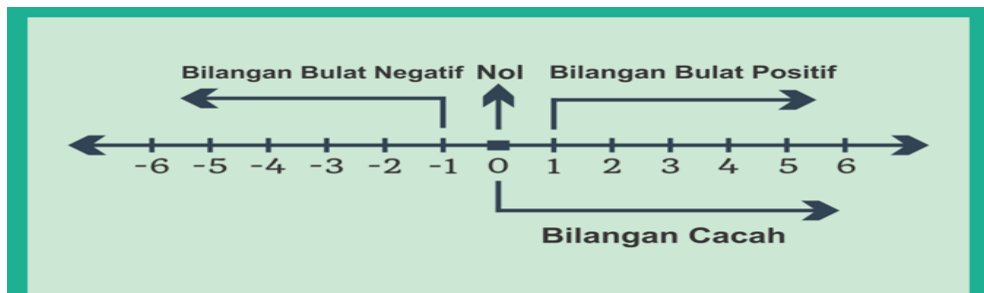 Bilangan Bulat Negatif Nol Bilangan Bulat Positif
-6 -5 -4 -3 -2 -1 0 1 2 3 4 5 6
Bilangan Cacah